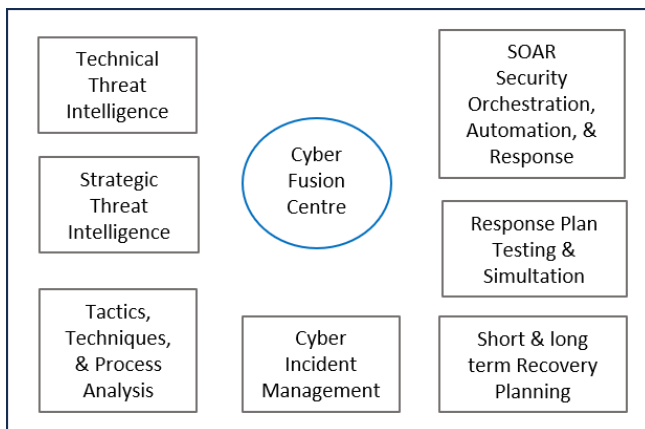 Technical
Threat
Intelligence
Strategic
Threat
Intelligence
Tactics,
Techniques,
& Process
Analysis
Cyber
Fusion
Centre
Cyber
Incident
Management
SOAR
Security
Orchestration,
Automation, &
Response
Response Plan
Testing &
Simultation
Short & long
term Recovery
Planning